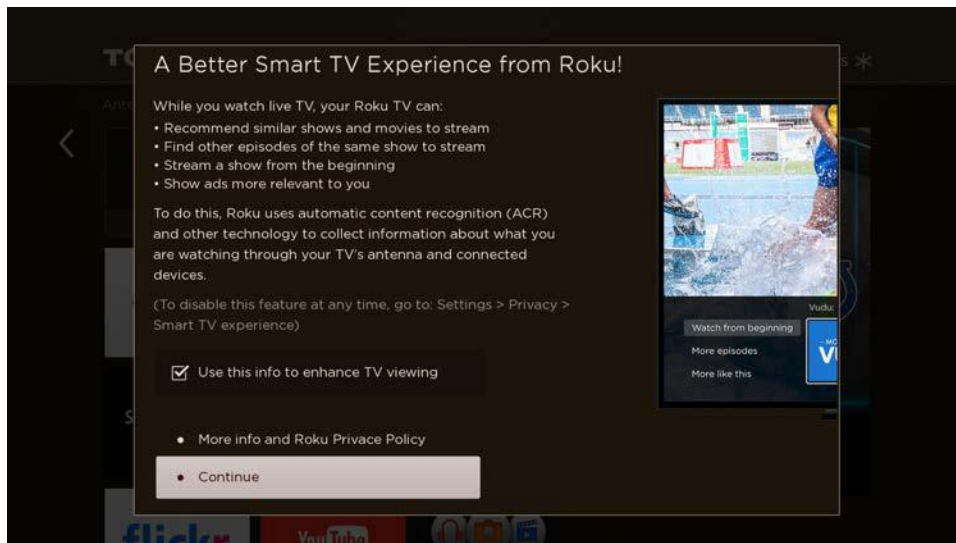 A Better Smart TV Experience from Roku!
While you watch live TV, your Roku TV can:
• Recommend similar shows and movies to stream
• Find other episodes of the same show to stream
• Stream a show from the beginning
• Show ads more relevant to you
To do this, Roku uses automatic content recognition (ACR)
and other technology to collect information about what you
are watching through your TV's antenna and connected
devices.
(To disable this feature at any time, go to: Settings > Privacy >
Smart TV experience)
Use this info to enhance TV viewing
• More info and Roku Privace Policy
• Continue
Vudu:
Watch from beginning
More episodes
More like this
flickr
YouTube